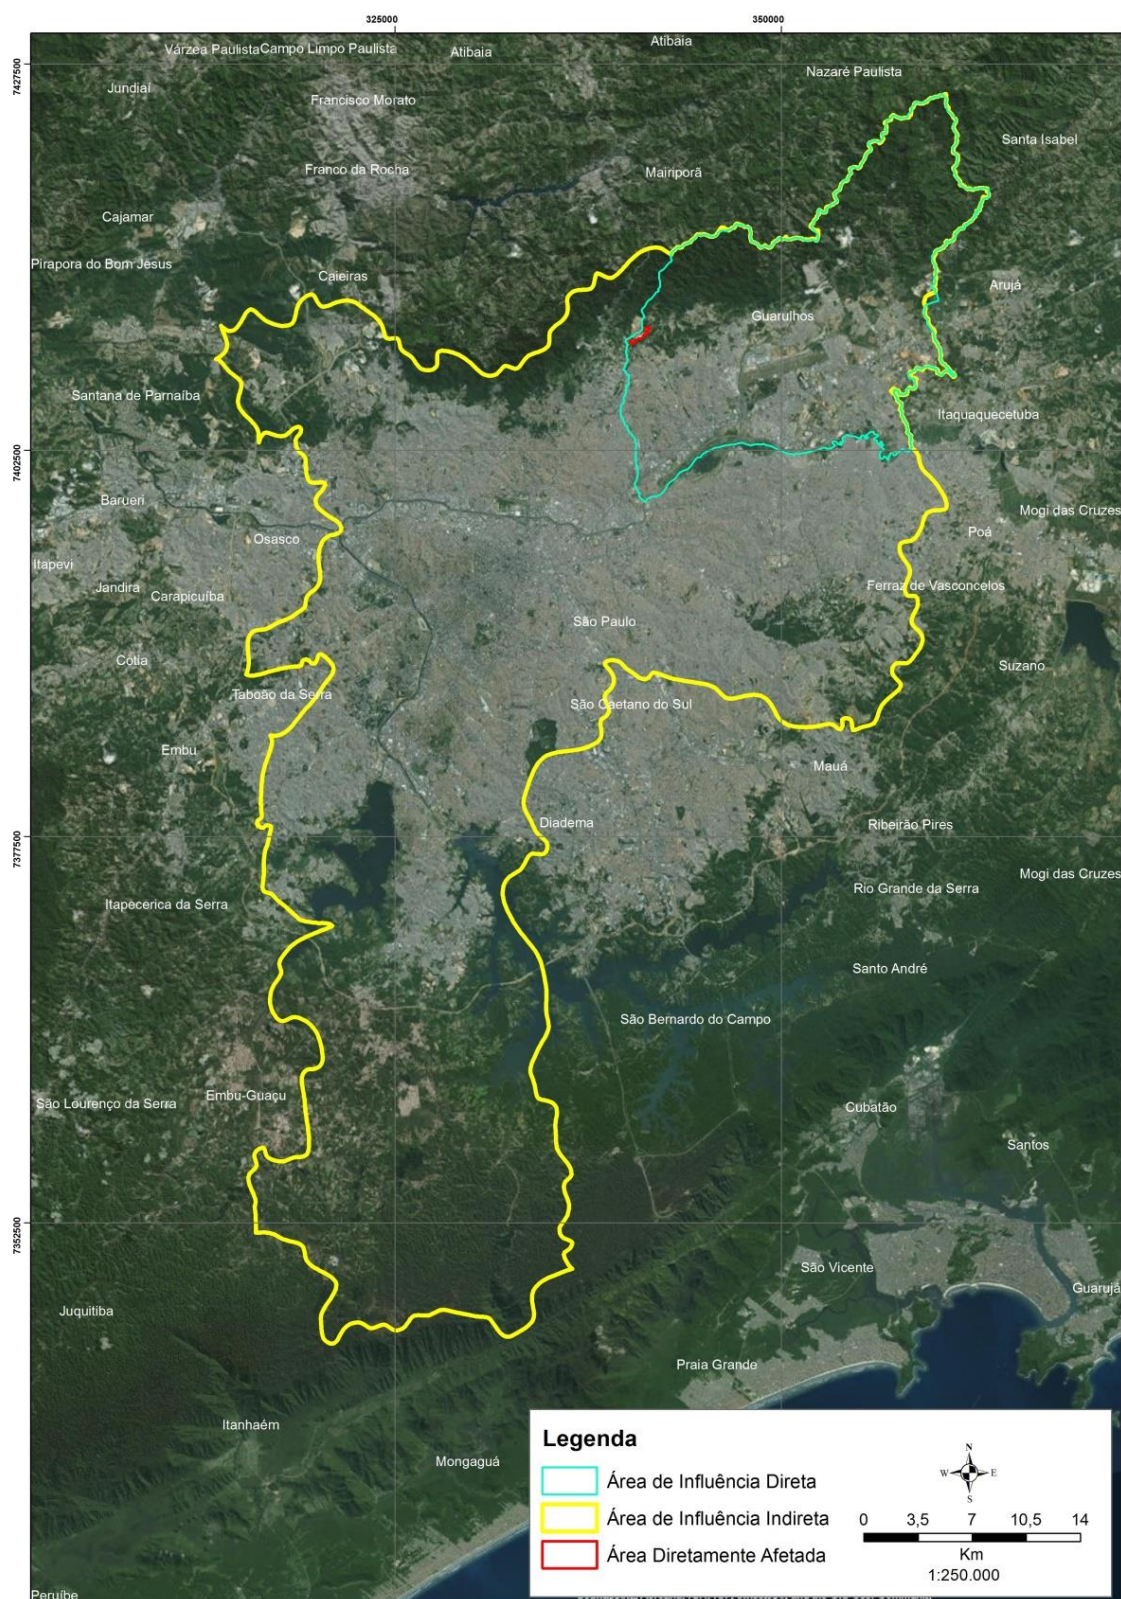 325000
350000
Várzea Paulista
Campo Limpo Paulista
Atibaia
Atibaia
7427500
Jundiaí
Francisco Morato
Nazaré Paulista
Santa Isabel
Franco da Rocha
Mairiporã
Cajamar
Pirapora do Bom Jesus
Caieiras
Arujá
Guarulhos
Santana de Parnaíba
Itaquaquecetuba
7402500
Barueri
Mogi das Cruzes
Osasco
Poá
Itapevi
Jandira
Carapicuíba
Ferraz de Vasconcelos
São Paulo
Cotia
Suzano
Taboão da Serra
São Caetano do Sul
Embu
Mauá
Diadema
Ribeirão Pires
7377500
Mogi das Cruzes
Rio Grande da Serra
Itapecerica da Serra
Santo André
São Bernardo do Campo
Embu-Guaçu
São Lourenço da Serra
Cubatão
Santos
7352500
São Vicente
Guarujá
Juquitiba
Praia Grande
Itanhaém
Mongaguá
Peruíbe
Legenda
Área de Influência Direta
Área de Influência Indireta
Área Diretamente Afetada
N
W
E
S
0 3,5 7 10,5 14
Km
1:250.000